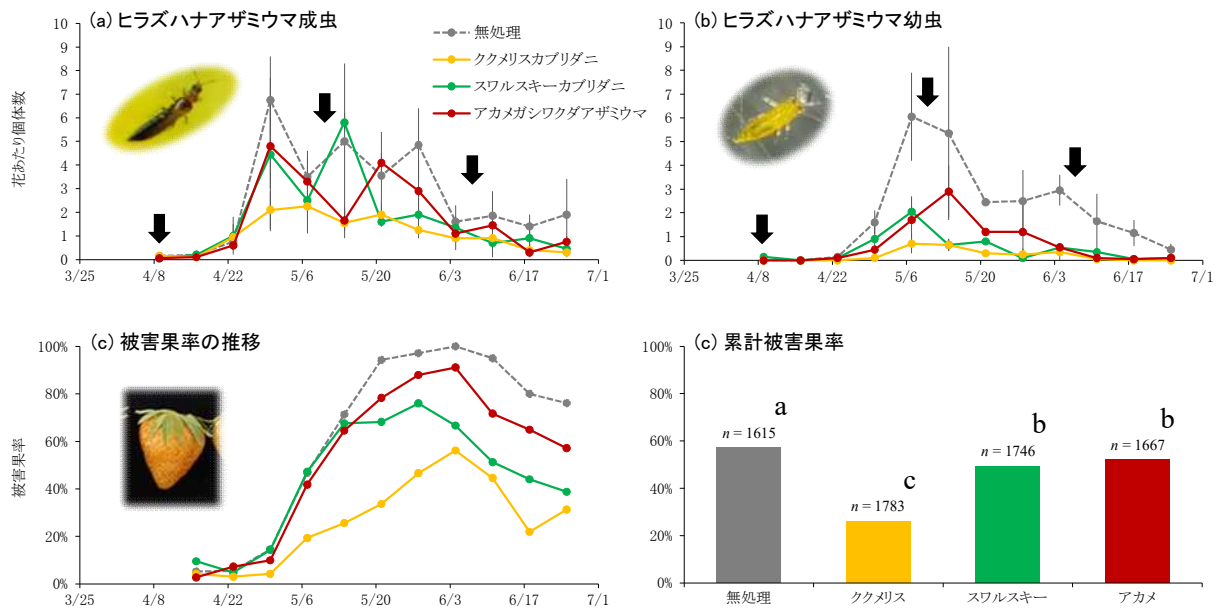 (a) ヒラズハナアザミウマ成虫
無処理
ククメリスカブリダニ
スワルスキーカブリダニ
アカメガシワクダアザミウマ
花あたり個体数
10
9
8
7
6
5
4
3
2
1
0
3/25
4/8
4/22
5/6
5/20
6/3
6/17
7/1
(b) ヒラズハナアザミウマ幼虫
10
9
8
7
6
5
4
3
2
1
0
3/25
4/8
4/22
5/6
5/20
6/3
6/17
7/1
(c) 被害果率の推移
被害果率
100%
80%
60%
40%
20%
0%
3/25
4/8
4/22
5/6
5/20
6/3
6/17
7/1
(c) 累計被害果率
100%
80%
60%
40%
20%
0%
a
n = 1615
c
n = 1783
b
n = 1746
b
n = 1667
無処理
ククメリス
スワルスキー
アカメ